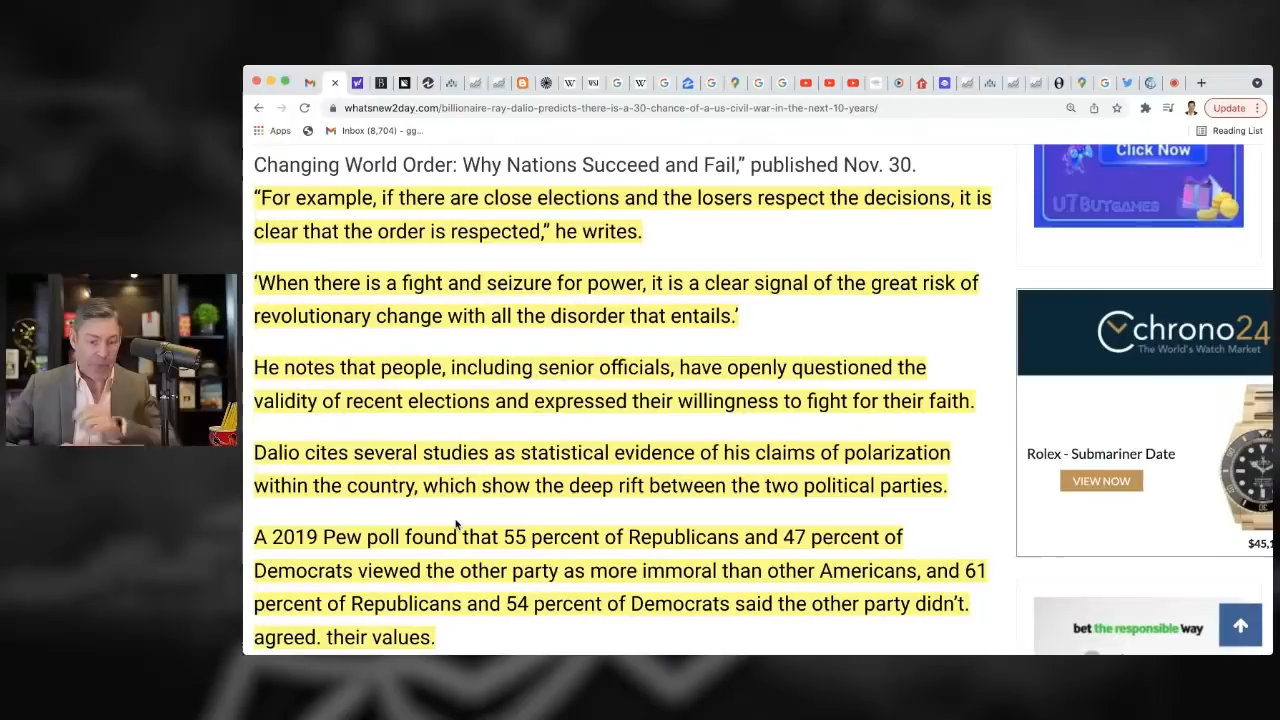 whatsnew2day.com/billionaire-ray-dalio-predicts-there-is-a-30-chance-of-a-us-civil-war-in-the-next-10-years/
Update
Apps
Inbox (8,704) - gg...
Reading List
Changing World Order: Why Nations Succeed and Fail,” published Nov. 30.
“For example, if there are close elections and the losers respect the decisions, it is
clear that the order is respected,” he writes.
‘When there is a fight and seizure for power, it is a clear signal of the great risk of
revolutionary change with all the disorder that entails.’
He notes that people, including senior officials, have openly questioned the
validity of recent elections and expressed their willingness to fight for their faith.
Dalio cites several studies as statistical evidence of his claims of polarization
within the country, which show the deep rift between the two political parties.
A 2019 Pew poll found that 55 percent of Republicans and 47 percent of
Democrats viewed the other party as more immoral than other Americans, and 61
percent of Republicans and 54 percent of Democrats said the other party didn’t.
agreed. their values.
Click Now
U7BUYGAMES
chrono24
The World's Watch Market
Rolex - Submariner Date
VIEW NOW
$45,1
bet the responsible way